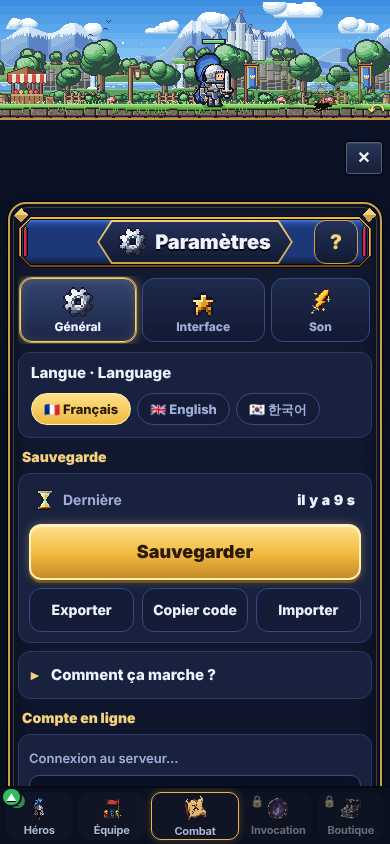 ×
Paramètres
?
Général
Interface
Son
Langue · Language
🇫🇷 Français
🇬🇧 English
🇰🇷 한국어
Sauvegarde
Dernière
il y a 9 s
Sauvegarder
Exporter
Copier code
Importer
► Comment ça marche ?
Compte en ligne
Connexion au serveur...
Héros
Équipe
Combat
Invocation
Boutique